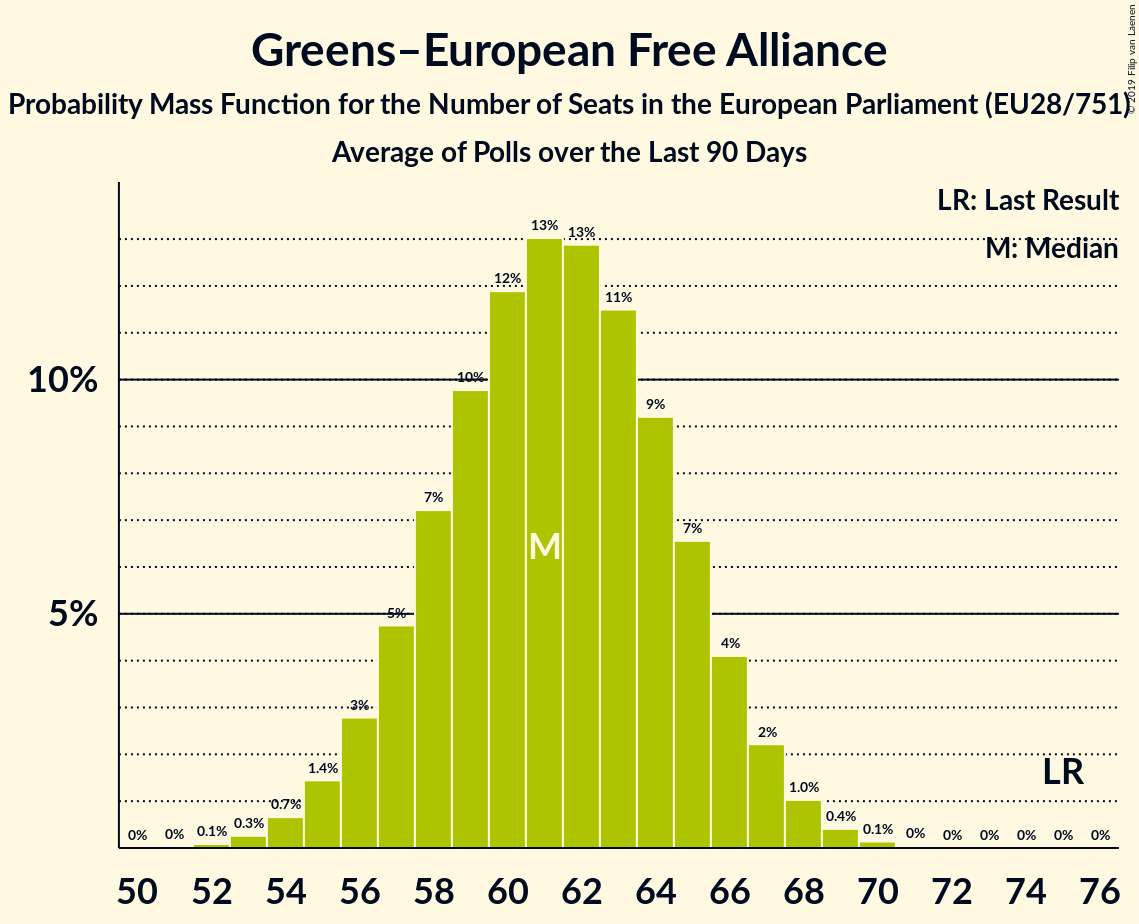 Greens–European Free Alliance
Probability Mass Function for the Number of Seats in the European Parliament (EU28/751)
Average of Polls over the Last 90 Days
© 2019 Filip van Laenen
LR: Last Result
M: Median
10%
5%
0% 0% 0.1% 0.3% 0.7% 1.4% 3% 5% 7% 10% 12% 13% 13% 11% 9% 7% 4% 2% 1.0% 0.4% 0.1% 0% 0% 0% 0% 0% 0%
M
LR
50 52 54 56 58 60 62 64 66 68 70 72 74 76